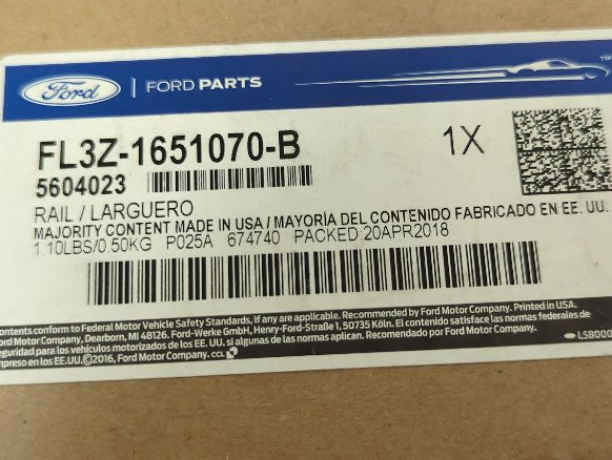 Ford | FORD PARTS
TM
FL3Z-1651070-B 1X
5604023
RAIL / LARGUERO
MAJORITY CONTENT MADE IN USA / MAYORÍA DEL CONTENIDO FABRICADO EN EE. UU.
1.10LBS/0.50KG P025A 674740 PACKED:20APR2018
contents conform to Federal Motor Vehicle Safety Standards, if any are applicable. Recommended by Ford Motor Company. Printed in USA.
Ford Motor Company, Dearborn, MI 48126. Ford-Werke GmbH, Henry-Ford-Straße 1, 50735 Köln. El contenido satisface las normas federales de
seguridad para los vehículos motorizados de los EE. UU. si algunas de las normas aplican. Recomendado por Ford Motor Company.
Impreso en los EE.UU. ©2016, Ford Motor Company. CCL LSB000